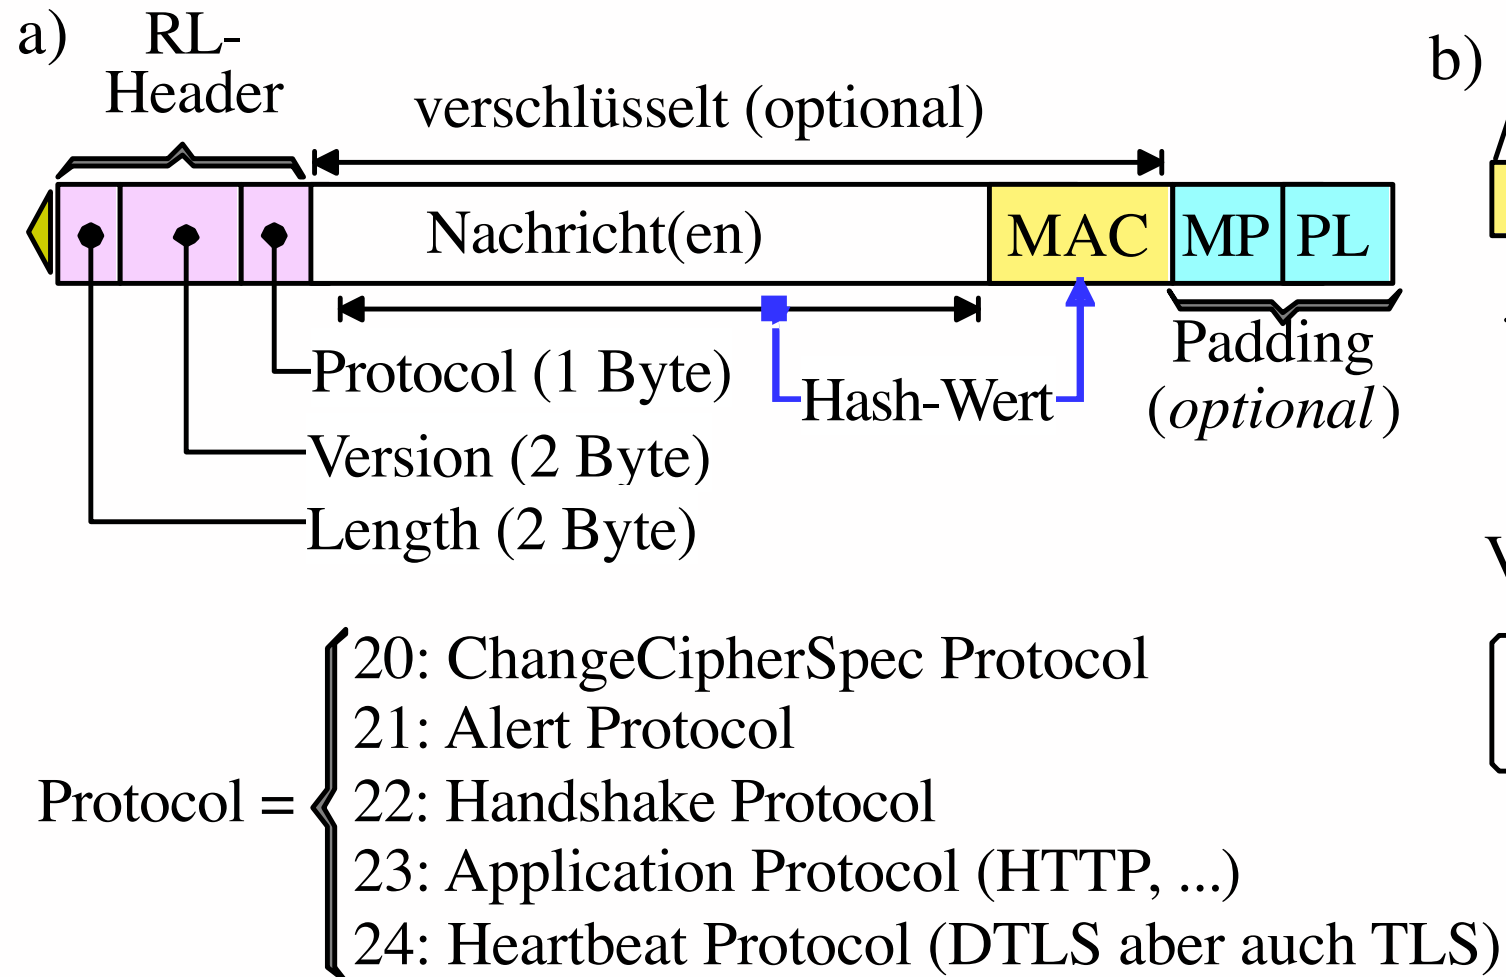 a)
RL-
Header
b)
verschlüsselt (optional)
Nachricht(en)
MAC
MP
PL
Protocol (1 Byte)
Hash-Wert
Padding
(optional)
Version (2 Byte)
Length (2 Byte)
20: ChangeCipherSpec Protocol
21: Alert Protocol
Protocol =
22: Handshake Protocol
23: Application Protocol (HTTP, ...)
24: Heartbeat Protocol (DTLS aber auch TLS)